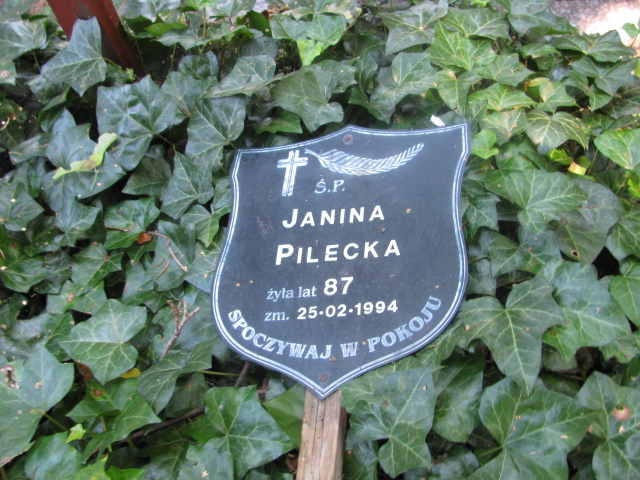 Ś.P.
JANINA
PILECKA
żyła lat 87
zm. 25-02-1994
SPOCZYWAJ W POKOJU